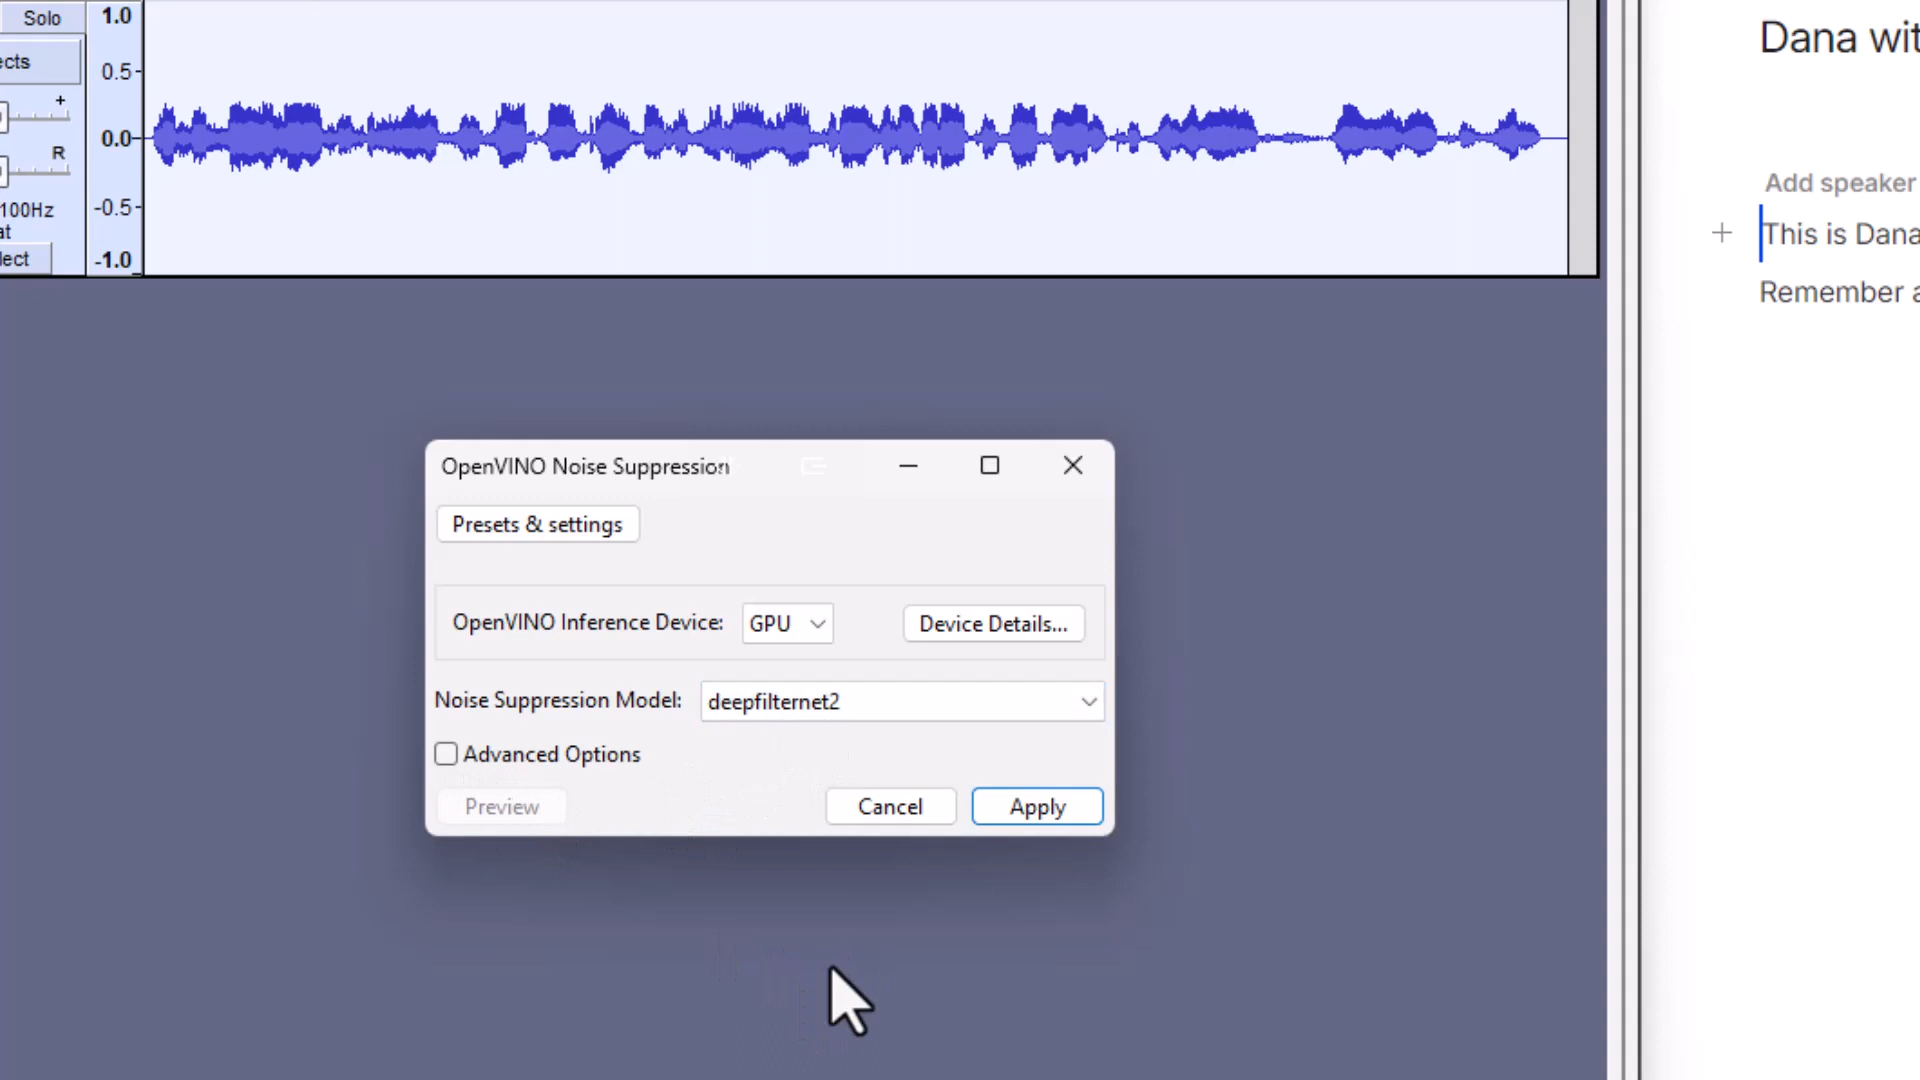 Solo
1.0
ects
0.5
+
0.0
R
-0.5
100Hz
at
lect
-1.0
Dana wit
Add speaker
+
This is Dana
Remember a
OpenVINO Noise Suppression
Presets & settings
OpenVINO Inference Device:
GPU
Device Details...
Noise Suppression Model:
deepfilternet2
Advanced Options
Preview
Cancel
Apply